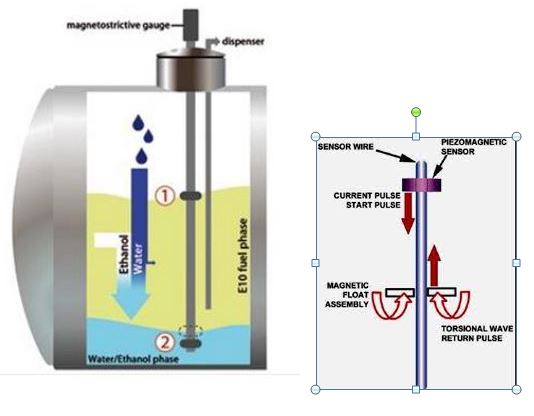 magnetostrictive gauge
dispenser
1
Ethanol
Water
E10 fuel phase
2
Water/Ethanol phase
SENSOR WIRE
PIEZOMAGNETIC
SENSOR
CURRENT PULSE
START PULSE
MAGNETIC
FLOAT
ASSEMBLY
TORSIONAL WAVE
RETURN PULSE